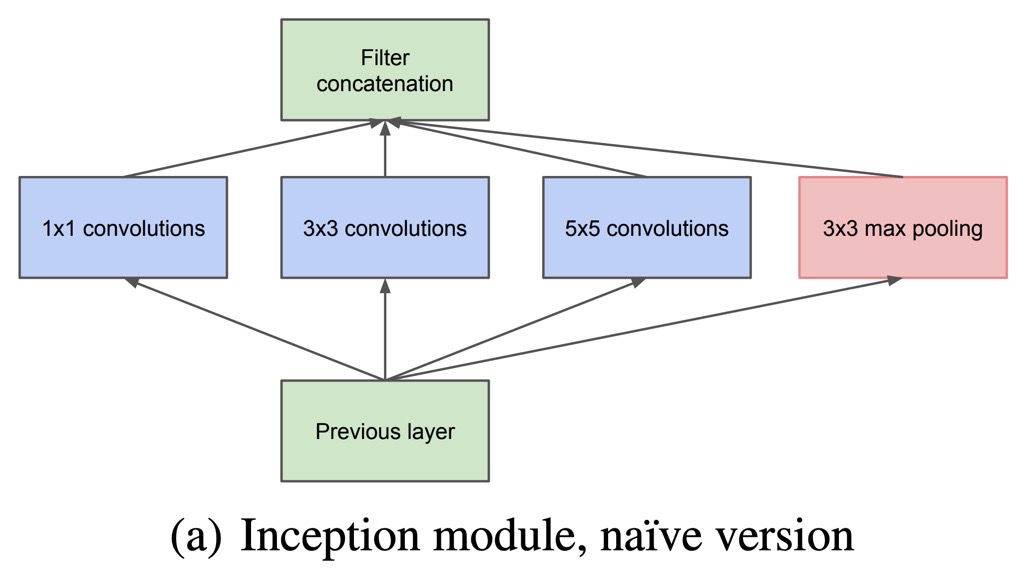 Filter
concatenation
1x1 convolutions
3x3 convolutions
5x5 convolutions
3x3 max pooling
Previous layer
(a) Inception module, naïve version